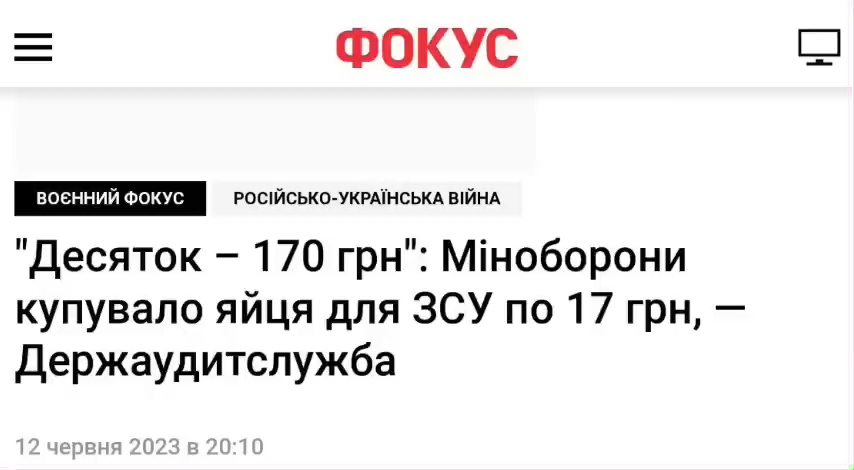 ФОКУС
ВОЄННИЙ ФОКУС
РОСІЙСЬКО-УКРАЇНСЬКА ВІЙНА
"Десяток – 170 грн": Міноборони
купувало яйця для ЗСУ по 17 грн, —
Держаудитслужба
12 червня 2023 в 20:10